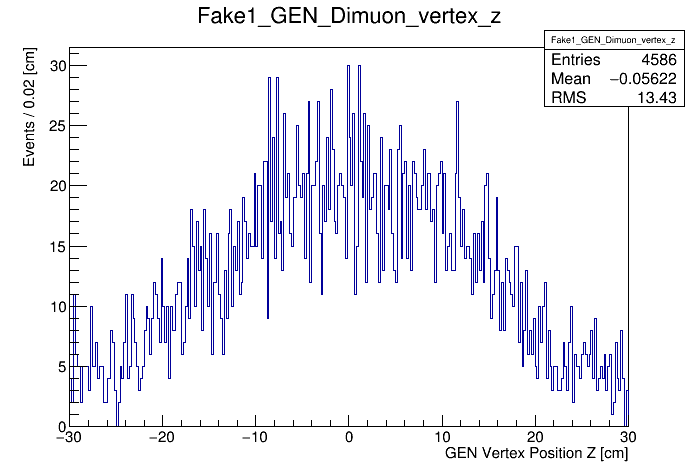 Fake1_GEN_Dimuon_vertex_z
Fake1_GEN_Dimuon_vertex_z
Entries 4586
Mean −0.05622
RMS 13.43
Events / 0.02 [cm]
30
25
20
15
10
5
0
−30 −20 −10 0 10 20 30
GEN Vertex Position Z [cm]